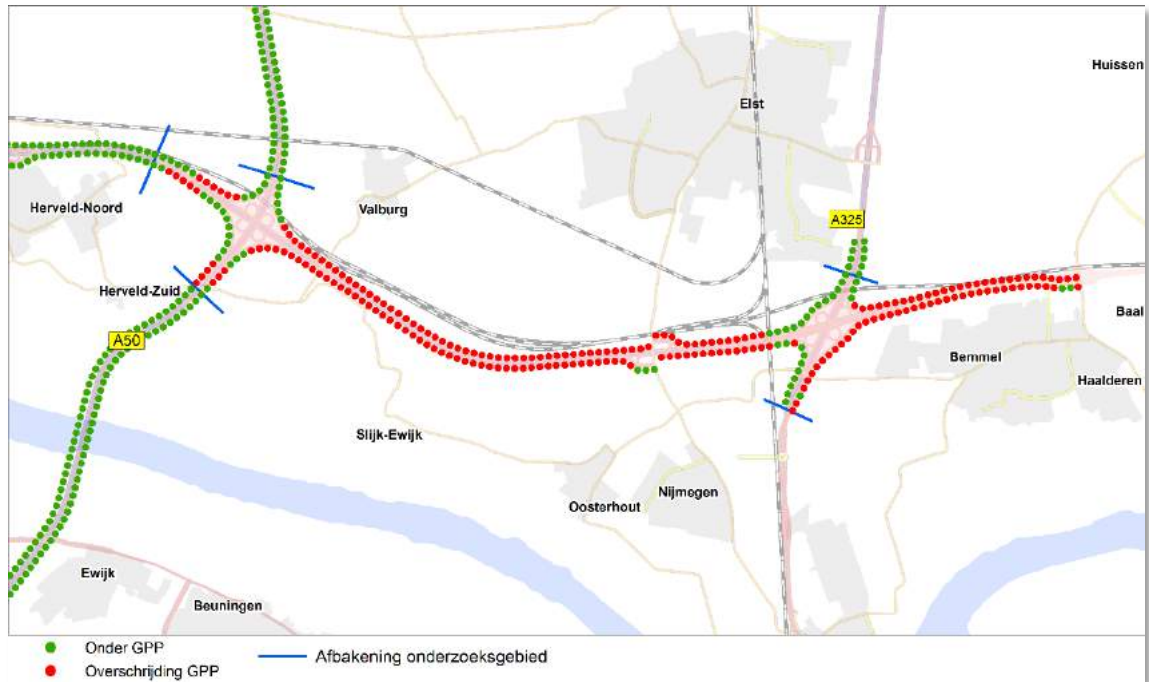 Huissen
Elst
Herveld-Noord
Valburg
A325
Herveld-Zuid
Baal
A50
Bemmel
Haalderen
Slijk-Ewijk
Nijmegen
Oosterhout
Ewijk
Beuningen
Onder GPP
Afbakening onderzoeksgebied
Overschrijding GPP